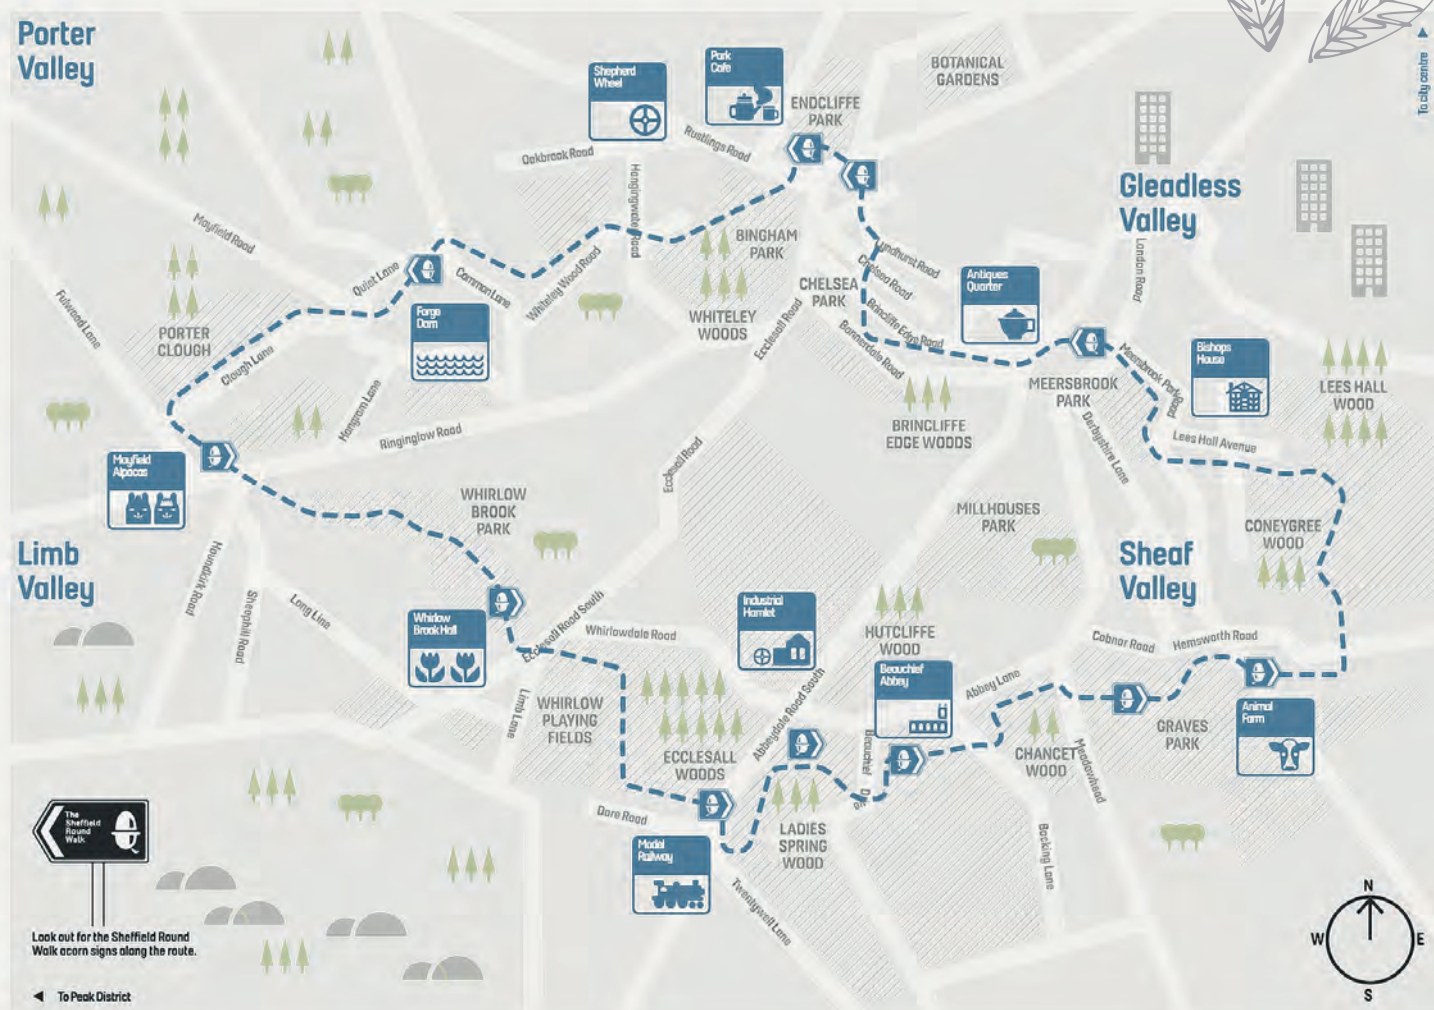 Porter
Valley
Shepherd
Wheel
Park
Cafe
ENDCLIFFE
PARK
BOTANICAL
GARDENS
To city centre
Gleadless
Valley
Oakbrook Road
Rustlings Road
Hangingwater Road
Mayfield Road
Quiet Lane
Common Lane
Whiteley Wood Road
BINGHAM
PARK
WHITELEY
WOODS
Lyndhurst Road
Chelsea Road
CHELSEA
PARK
Brincliffe Edge Road
Bannerdale Road
Ecclesall Road
Antiques
Quarter
London Road
Fulwood Lane
PORTER
CLOUGH
Clough Lane
Forge
Dam
Hangram Lane
Ringinglow Road
Ecclesall Road
BRINCLIFFE
EDGE WOODS
MEERSBROOK
PARK
Meersbrook Park Road
Bishops
House
LEES HALL
WOOD
Derbyshire Lane
Lees Hall Avenue
Mayfield
Alpacas
WHIRLOW
BROOK
PARK
MILLHOUSES
PARK
CONEYGREE
WOOD
Limb
Valley
Sheaf
Valley
Houndkirk Road
Sheephill Road
Long Line
Whirlow
Brook Hall
Ecclesall Road South
Whirlowdale Road
Industrial
Hamlet
HUTCLIFFE
WOOD
Cobnar Road
Hemsworth Road
Limb Lane
WHIRLOW
PLAYING
FIELDS
ECCLESALL
WOODS
Abbeydale Road South
Beauchief
Abbey
Abbey Lane
Beauchief Drive
CHANCET
WOOD
Meadowhead
GRAVES
PARK
Animal
Farm
The
Sheffield
Round
Walk
Dore Road
Model
Railway
LADIES
SPRING
WOOD
Twentywell Lane
Bocking Lane
Look out for the Sheffield Round
Walk acorn signs along the route.
To Peak District
N
W
E
S